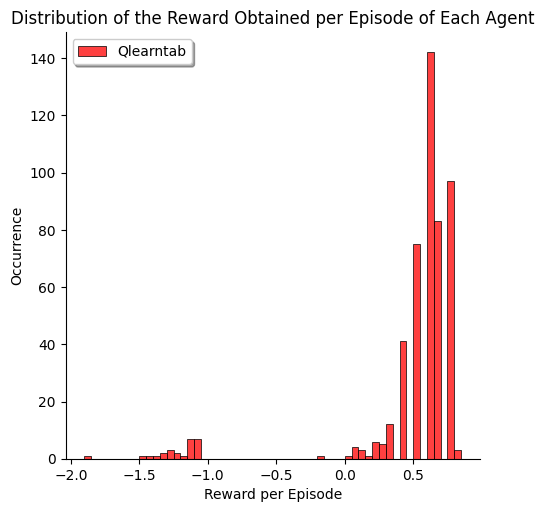 Distribution of the Reward Obtained per Episode of Each Agent
Qlearntab
140
120
100
80
60
40
20
0
Occurrence
−2.0 −1.5 −1.0 −0.5 0.0 0.5
Reward per Episode